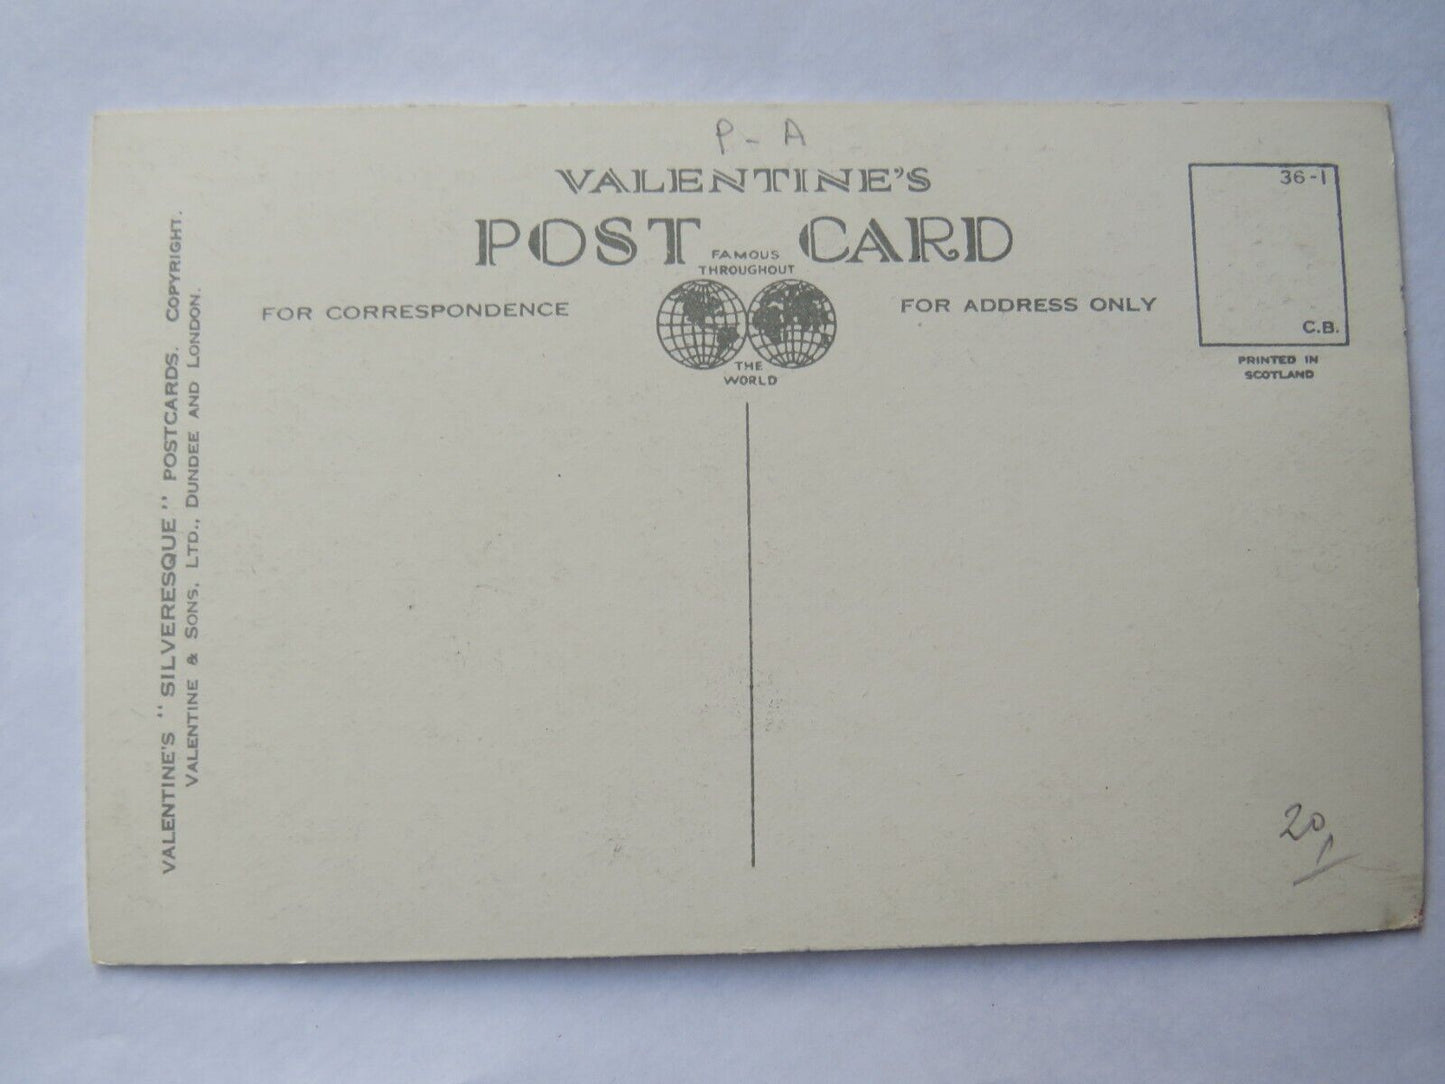 P - A
VALENTINE'S
POST CARD
FAMOUS
THROUGHOUT
THE
WORLD
FOR CORRESPONDENCE
FOR ADDRESS ONLY
36-1
C.B.
PRINTED IN
SCOTLAND
VALENTINE'S "SILVERESQUE" POSTCARDS. COPYRIGHT.
VALENTINE & SONS, LTD., DUNDEE AND LONDON.
20